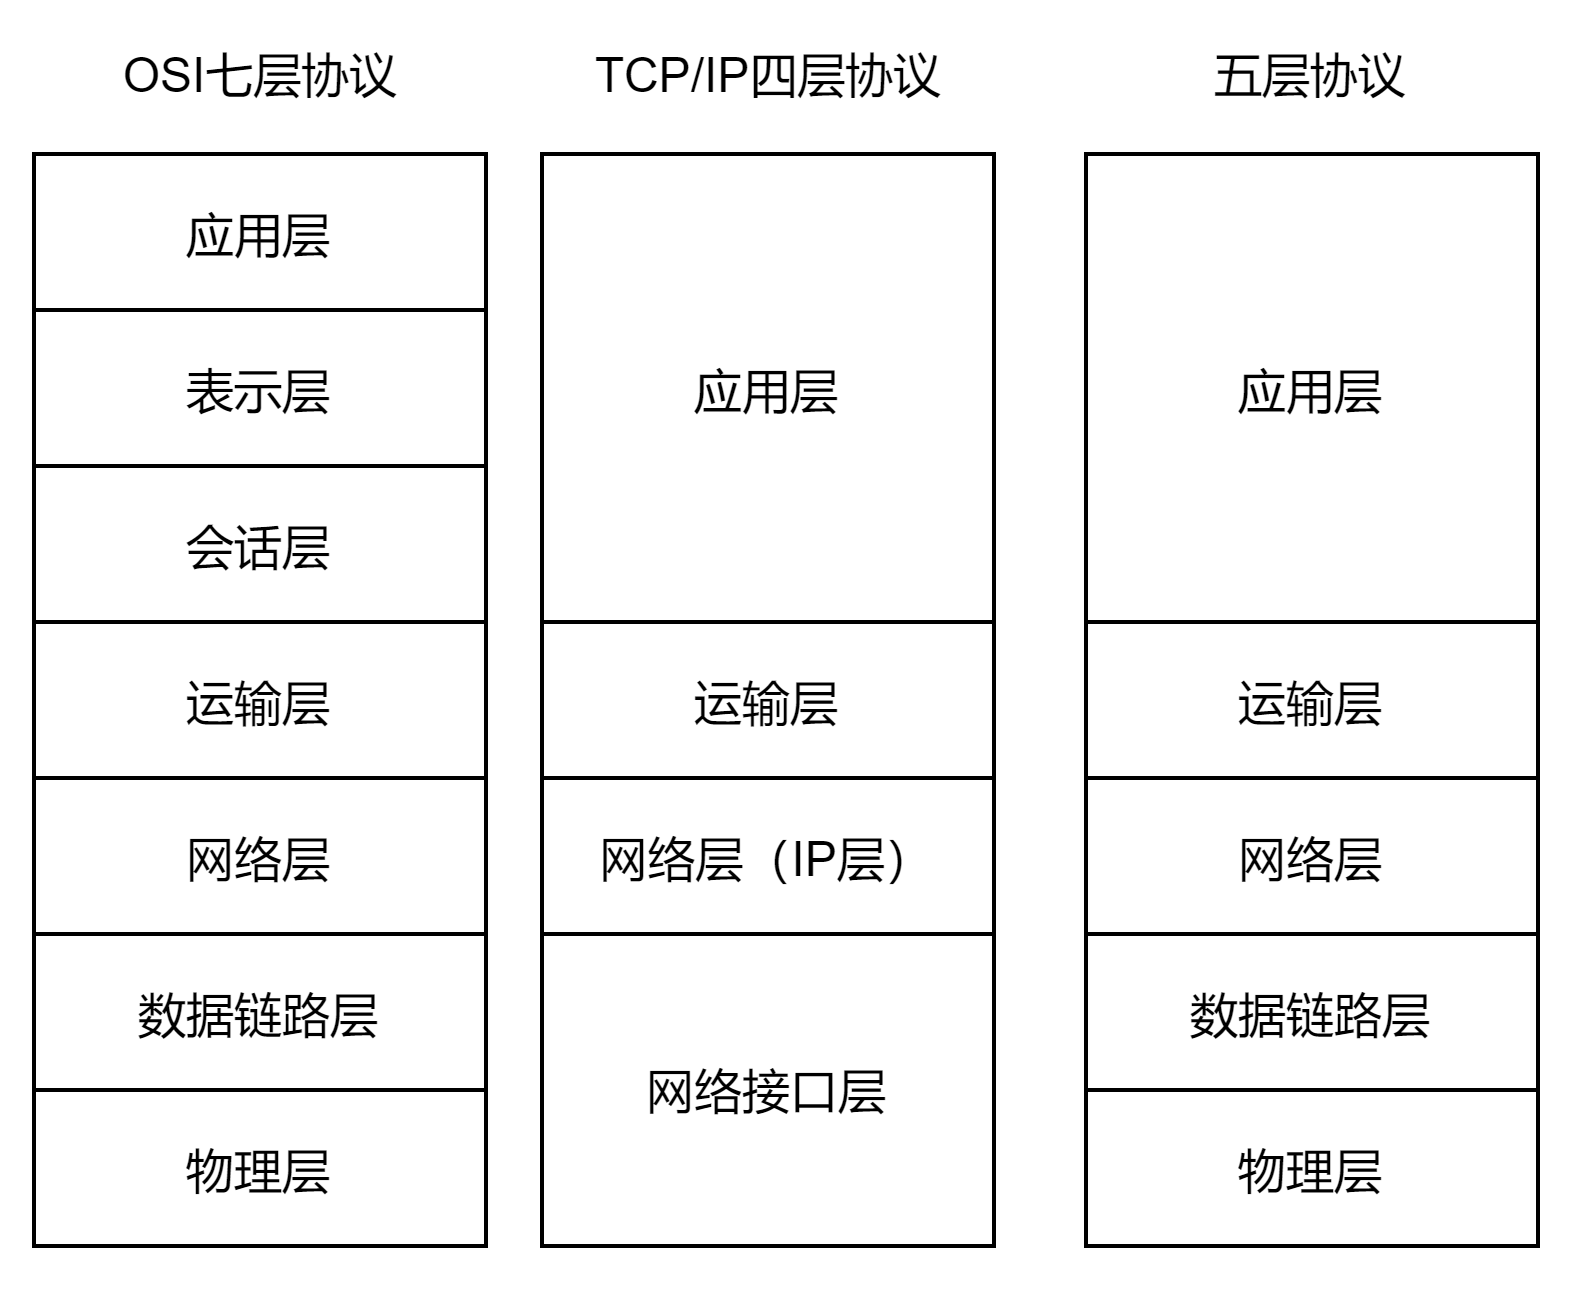 OSI七层协议
应用层
表示层
会话层
运输层
网络层
数据链路层
物理层
TCP/IP四层协议
应用层
运输层
网络层（IP层）
网络接口层
五层协议
应用层
运输层
网络层
数据链路层
物理层